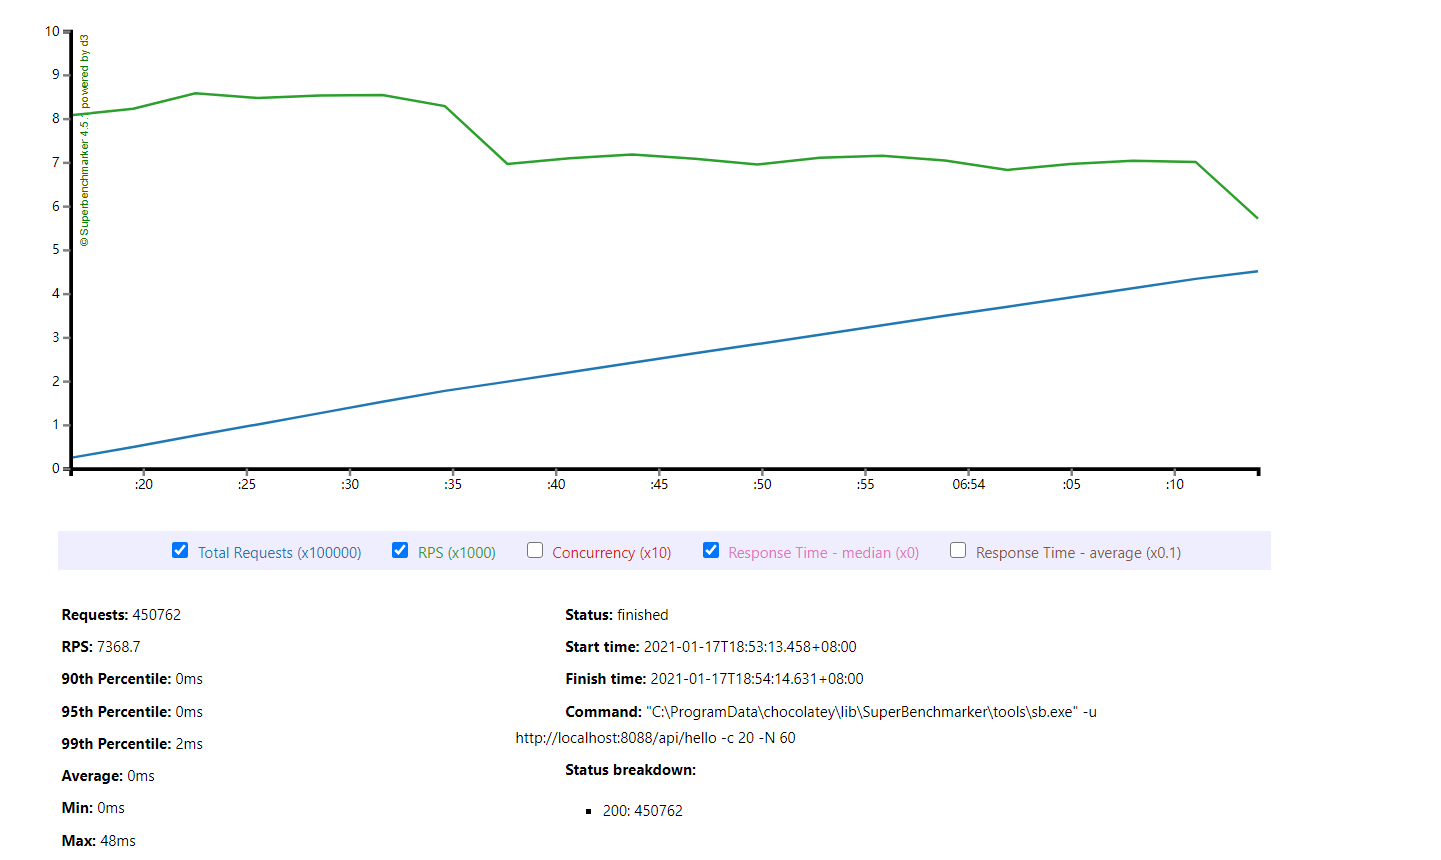 10
9
8
7
6
5
4
3
2
1
0
© Superbenchmarker 4.5.1 powered by d3
:20 :25 :30 :35 :40 :45 :50 :55 06:54 :05 :10
Total Requests (x100000) RPS (x1000) Concurrency (x10) Response Time - median (x0) Response Time - average (x0.1)
Requests: 450762
RPS: 7368.7
90th Percentile: 0ms
95th Percentile: 0ms
99th Percentile: 2ms
Average: 0ms
Min: 0ms
Max: 48ms
Status: finished
Start time: 2021-01-17T18:53:13.458+08:00
Finish time: 2021-01-17T18:54:14.631+08:00
Command: "C:\ProgramData\chocolatey\lib\SuperBenchmarker\tools\sb.exe" -u
http://localhost:8088/api/hello -c 20 -N 60
Status breakdown:
200: 450762